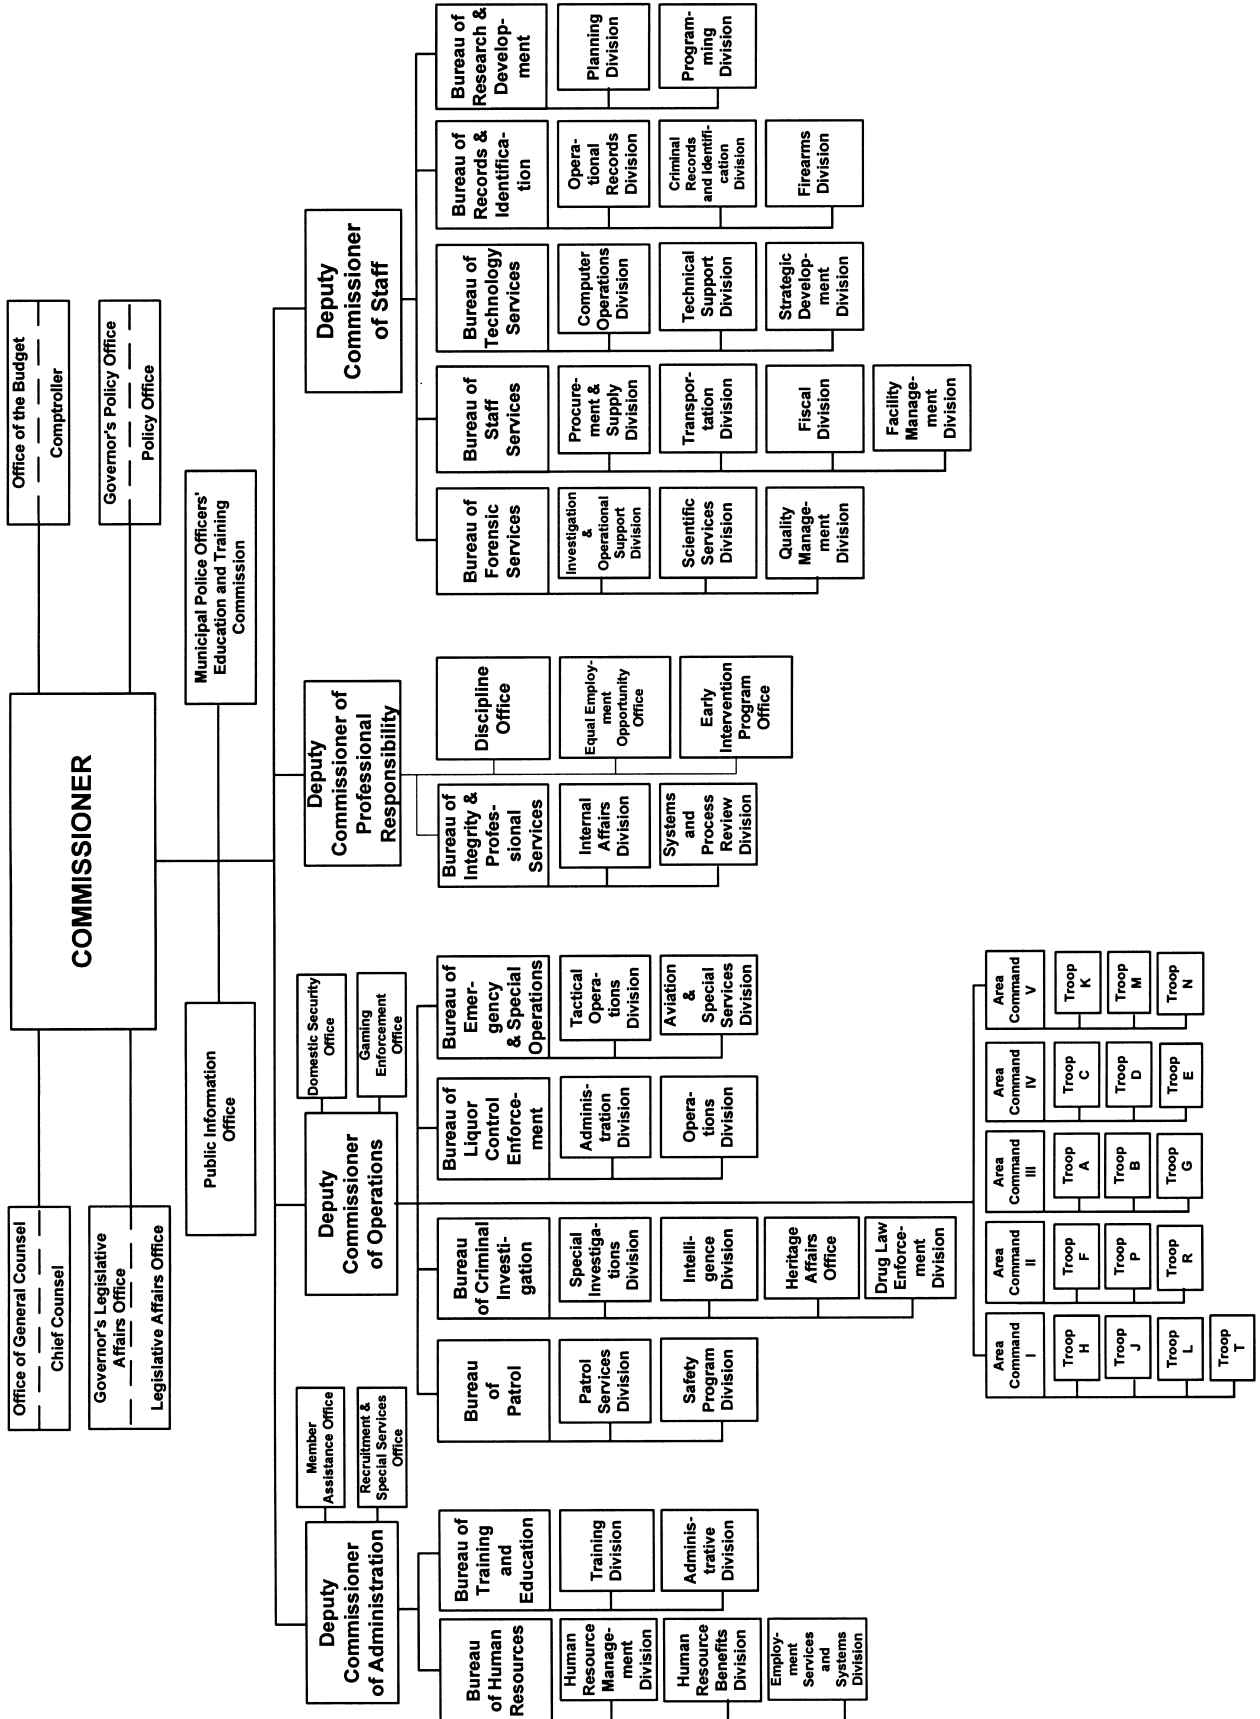 Office of General Counsel
Chief Counsel
Governor's Legislative
Affairs Office
Legislative Affairs Office
COMMISSIONER
Office of the Budget
Comptroller
Governor's Policy Office
Policy Office
Public Information
Office
Municipal Police Officers'
Education and Training
Commission
Deputy
Commissioner
of Administration
Member
Assistance Office
Recruitment &
Special Services
Office
Deputy
Commissioner
of Operations
Domestic Security
Office
Gaming
Enforcement
Office
Deputy
Commissioner of
Professional
Responsibility
Deputy
Commissioner
of Staff
Bureau
of Human
Resources
Human
Resource
Manage-
ment
Division
Human
Resource
Benefits
Division
Employ-
ment
Services
and
Systems
Division
Bureau of
Training
and
Education
Training
Division
Adminis-
trative
Division
Bureau
of
Patrol
Patrol
Services
Division
Safety
Program
Division
Bureau
of Criminal
Investi-
gation
Special
Investiga-
tions
Division
Intelli-
gence
Division
Heritage
Affairs
Office
Drug Law
Enforce-
ment
Division
Bureau of
Liquor
Control
Enforce-
ment
Adminis-
tration
Division
Opera-
tions
Division
Bureau of
Emer-
gency
& Special
Operations
Tactical
Opera-
tions
Division
Aviation
&
Special
Services
Division
Bureau of
Integrity &
Profes-
sional
Services
Internal
Affairs
Division
Systems
and
Process
Review
Division
Discipline
Office
Equal Employ-
ment
Opportunity
Office
Early
Intervention
Program
Office
Bureau of
Forensic
Services
Investigation
&
Operational
Support
Division
Scientific
Services
Division
Quality
Manage-
ment
Division
Bureau of
Staff
Services
Procure-
ment &
Supply
Division
Transpor-
tation
Division
Fiscal
Division
Facility
Manage-
ment
Division
Bureau of
Technology
Services
Computer
Operations
Division
Technical
Support
Division
Strategic
Develop-
ment
Division
Bureau of
Records &
Identifica-
tion
Opera-
tional
Records
Division
Criminal
Records
and Identifi-
cation
Division
Firearms
Division
Bureau of
Research &
Develop-
ment
Planning
Division
Program-
ming
Division
Area
Command
I
Troop
H
Troop
J
Troop
L
Troop
T
Area
Command
II
Troop
F
Troop
P
Troop
R
Area
Command
III
Troop
A
Troop
B
Troop
G
Area
Command
IV
Troop
C
Troop
D
Troop
E
Area
Command
V
Troop
K
Troop
M
Troop
N